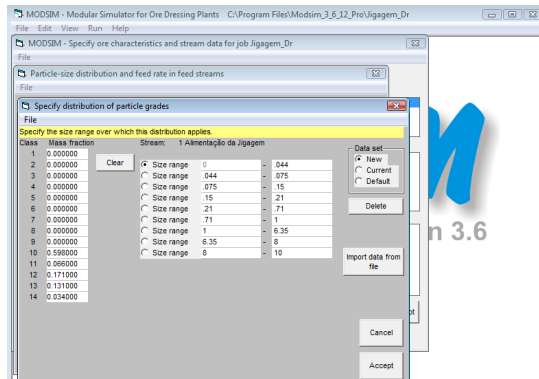 MODSIM - Modular Simulator for Ore Dressing Plants C:\Program Files\Modsim_3_6_12_Pro\Jigagem_Dr
File Edit View Run Help
MODSIM - Specify ore characteristics and stream data for job Jigagem_Dr
File
Particle-size distribution and feed rate in feed streams
File
Specify distribution of particle grades
File
Specify the size range over which this distribution applies.
Class Mass fraction Stream: 1 Alimentação da Jigagem Data set
1 0.000000 New
2 0.000000 Clear Size range 0 - .044 Current
3 0.000000 Size range .044 - .075 Default
4 0.000000 Size range .075 - .15
5 0.000000 Size range .15 - .21 Delete
6 0.000000 Size range .21 - .71
7 0.000000 Size range .71 - 1
8 0.000000 Size range 1 - 6.35
9 0.000000 Size range 6.35 - 8
10 0.598000 Size range 8 - 10 Import data from
11 0.066000 file
12 0.171000
13 0.131000
14 0.034000
Cancel
Accept
M
n 3.6